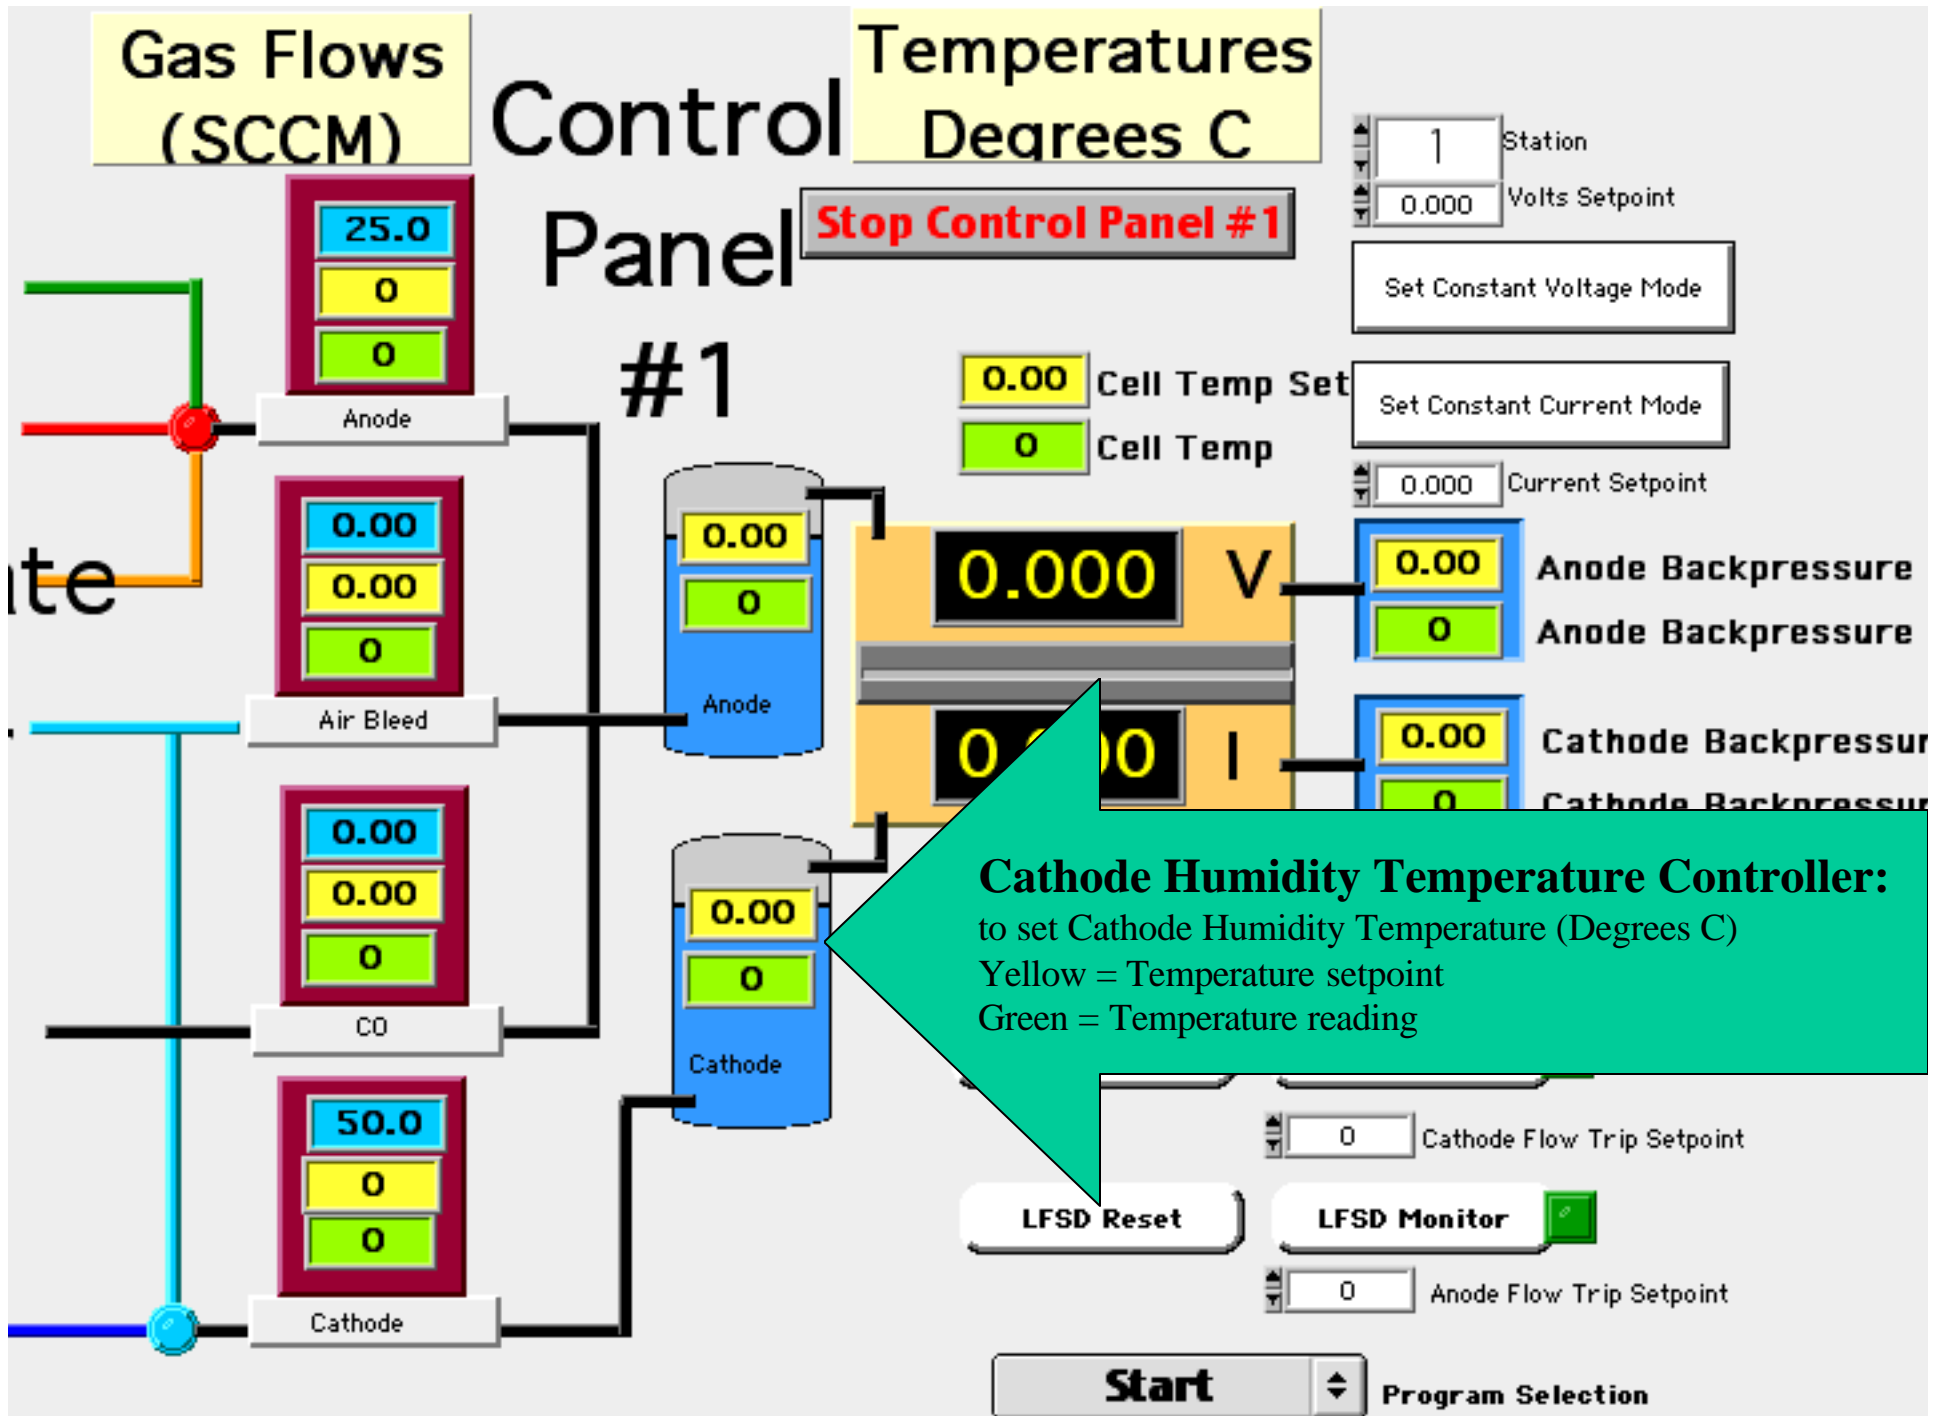 Gas Flows
(SCCM)
Control
Panel
#1
Temperatures
Degrees C
Stop Control Panel #1
1 Station
0.000 Volts Setpoint
Set Constant Voltage Mode
Set Constant Current Mode
0.000 Current Setpoint
25.0
0
0
Anode
0.00 Cell Temp Set
0 Cell Temp
0.00
0.00
0
Air Bleed
0.00
0
Anode
0.000 V
I
0.00 Anode Backpressure
0 Anode Backpressure
0.00 Cathode Backpressur
0 Cathode Backpressur
0.00
0.00
0
CO
0.00
0
Cathode
Cathode Humidity Temperature Controller:
to set Cathode Humidity Temperature (Degrees C)
Yellow = Temperature setpoint
Green = Temperature reading
50.0
0
0
Cathode
0 Cathode Flow Trip Setpoint
LFSD Reset
LFSD Monitor
0 Anode Flow Trip Setpoint
Start
Program Selection